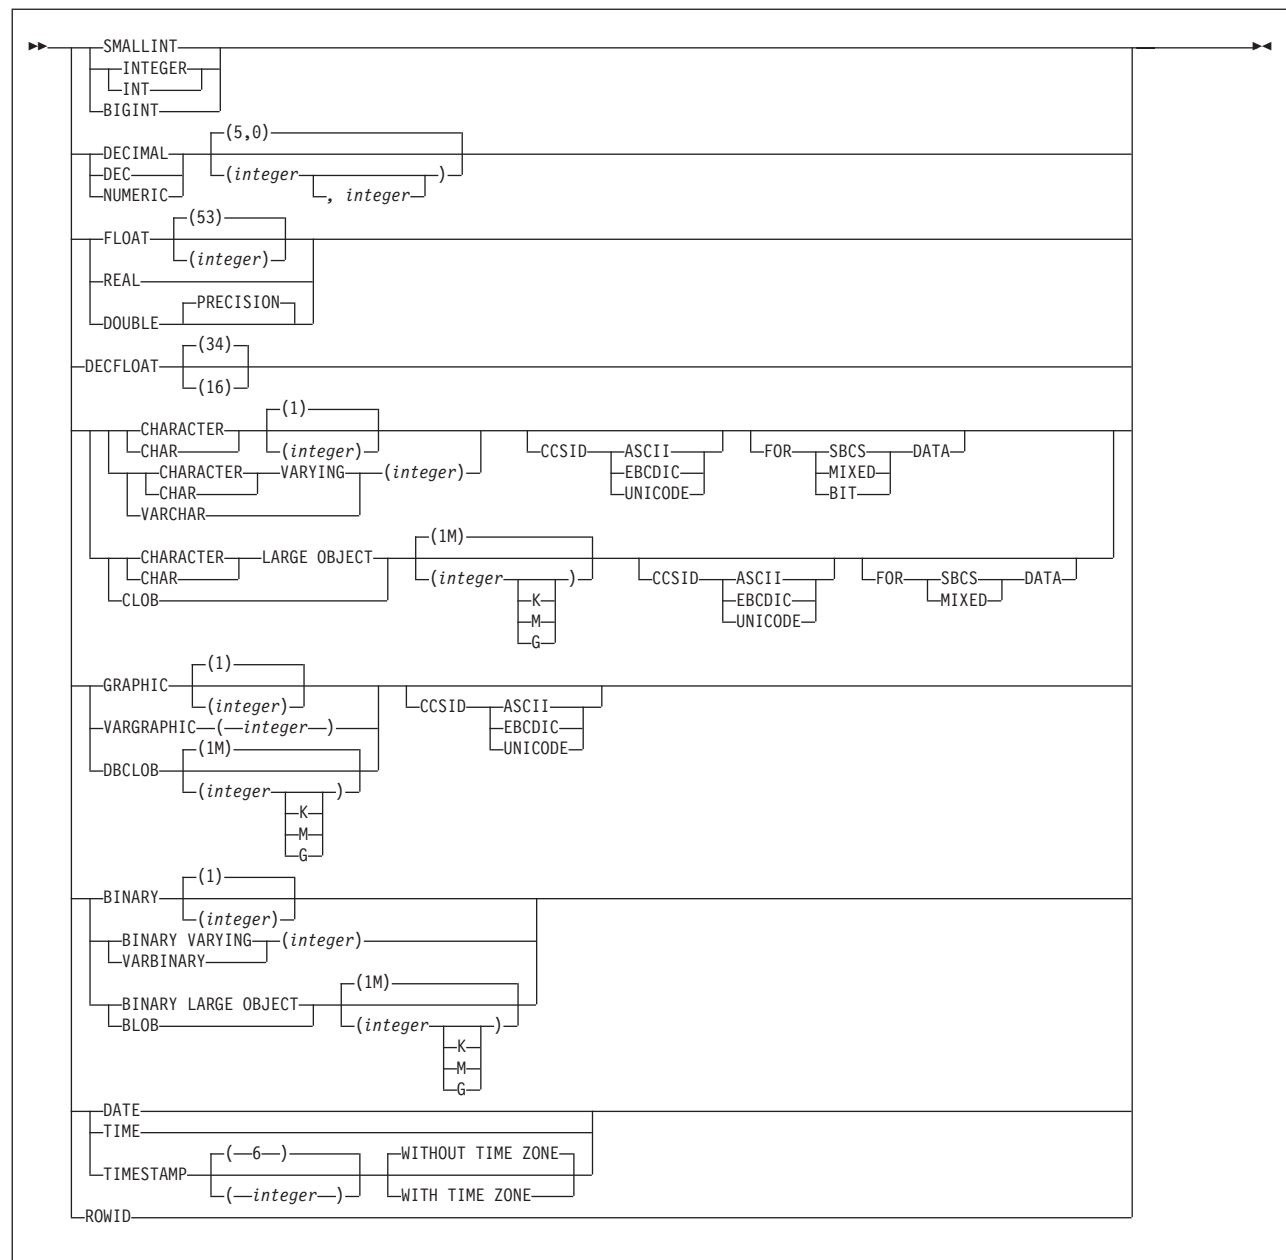 SMALLINT
INTEGER
INT
BIGINT
(5,0)
DECIMAL
DEC (integer )
NUMERIC , integer
(53)
FLOAT
(integer)
REAL
PRECISION
DOUBLE
(34)
DECFLOAT
(16)
(1)
CHARACTER
CHAR (integer) CCSID ASCII FOR SBCS DATA
CHARACTER VARYING (integer) EBCDIC MIXED
CHAR UNICODE BIT
VARCHAR
(1M)
CHARACTER LARGE OBJECT
CHAR (integer ) CCSID ASCII FOR SBCS DATA
CLOB K EBCDIC MIXED
M UNICODE
G
(1)
GRAPHIC
(integer) CCSID ASCII
VARGRAPHIC ( integer ) EBCDIC
(1M) UNICODE
DBCLOB
(integer )
K
M
G
(1)
BINARY
(integer)
BINARY VARYING (integer)
VARBINARY
(1M)
BINARY LARGE OBJECT
BLOB (integer )
K
M
G
DATE
TIME
( 6 ) WITHOUT TIME ZONE
TIMESTAMP
( integer ) WITH TIME ZONE
ROWID